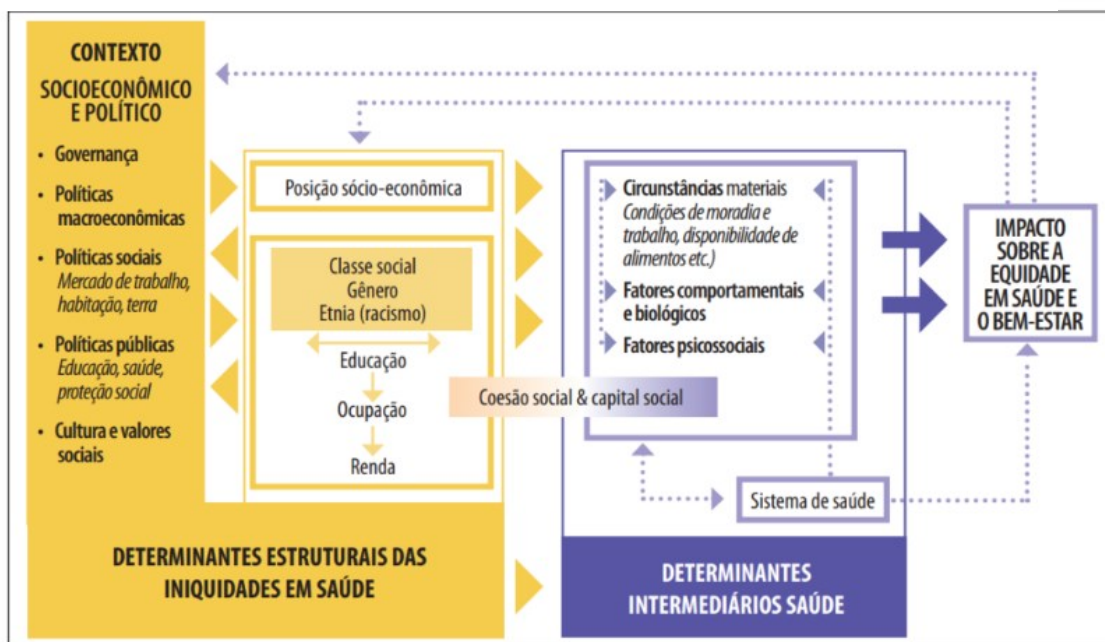 CONTEXTO
SOCIOECONÔMICO
E POLÍTICO
• Governança
• Políticas
macroeconômicas
• Políticas sociais
Mercado de trabalho,
habitação, terra
• Políticas públicas
Educação, saúde,
proteção social
• Cultura e valores
sociais
Posição sócio-econômica
Classe social
Gênero
Etnia (racismo)
Educação
Ocupação
Renda
DETERMINANTES ESTRUTURAIS DAS
INIQUIDADES EM SAÚDE
Coesão social & capital social
Circunstâncias materiais
Condições de moradia e
trabalho, disponibilidade de
alimentos etc.)
Fatores comportamentais
e biológicos
Fatores psicossociais
Sistema de saúde
DETERMINANTES
INTERMEDIÁRIOS SAÚDE
IMPACTO
SOBRE A
EQUIDADE
EM SAÚDE E
O BEM-ESTAR